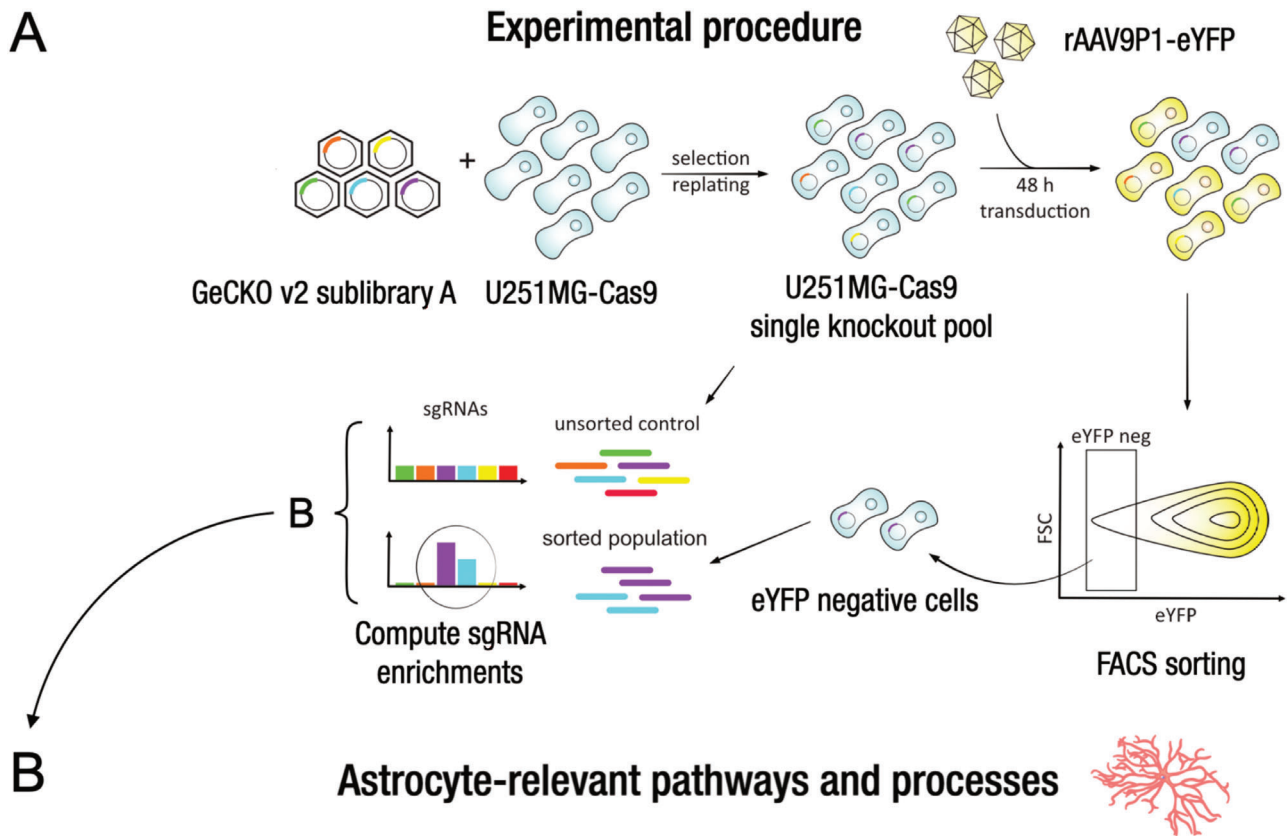 A
Experimental procedure
rAAV9P1-eYFP
+
selection
replating
48 h
transduction
GeCKO v2 sublibrary A
U251MG-Cas9
U251MG-Cas9
single knockout pool
sgRNAs
unsorted control
eYFP neg
B
FSC
sorted population
eYFP negative cells
eYFP
Compute sgRNA
enrichments
FACS sorting
B
Astrocyte-relevant pathways and processes